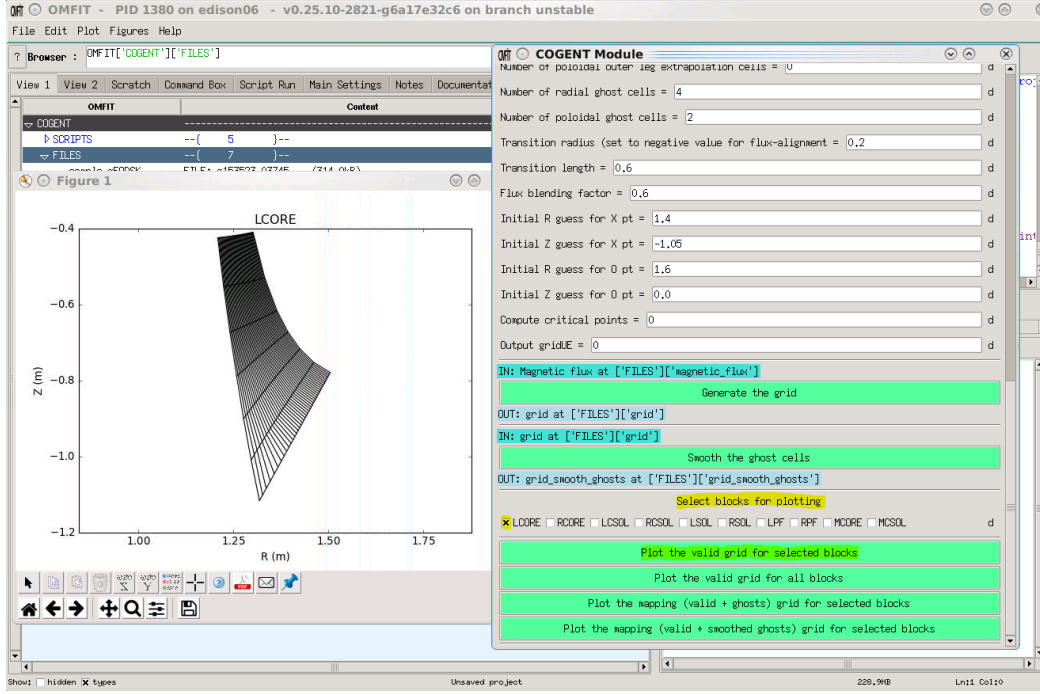 OMFIT - PID 1380 on edison06 - v0.25.10-2821-g6a17e32c6 on branch unstable
File Edit Plot Figures Help
? Browser : OMFIT['COGENT']['FILES']
View 1 View 2 Scratch Command Box Script Run Main Settings Notes Documentat
OMFIT Content
COGENT
SCRIPTS --{ 5 }--
FILES --{ 7 }--
Figure 1
LCORE
−0.4
−0.6
−0.8
−1.0
−1.2
Z (m)
1.00 1.25 1.50 1.75
R (m)
COGENT Module
Number of poloidal outer leg extrapolation cells = 0 d
Number of radial ghost cells = 4 d
Number of poloidal ghost cells = 2 d
Transition radius (set to negative value for flux-alignment = 0.2 d
Transition length = 0.6 d
Flux blending factor = 0.6 d
Initial R guess for X pt = 1.4 d
Initial Z guess for X pt = -1.05 d
Initial R guess for O pt = 1.6 d
Initial Z guess for O pt = 0.0 d
Compute critical points = 0 d
Output gridUE = 0 d
IN: Magnetic flux at ['FILES']['magnetic_flux']
Generate the grid
OUT: grid at ['FILES']['grid']
IN: grid at ['FILES']['grid']
Smooth the ghost cells
OUT: grid_smooth_ghosts at ['FILES']['grid_smooth_ghosts']
Select blocks for plotting
LCORE RCORE LCSOL RCSOL LSOL RSOL LPF RPF MCORE MCSOL d
Plot the valid grid for selected blocks
Plot the valid grid for all blocks
Plot the mapping (valid + ghosts) grid for selected blocks
Plot the mapping (valid + smoothed ghosts) grid for selected blocks
Show: hidden x types Unsaved project 228.9MB Ln:1 Col:0